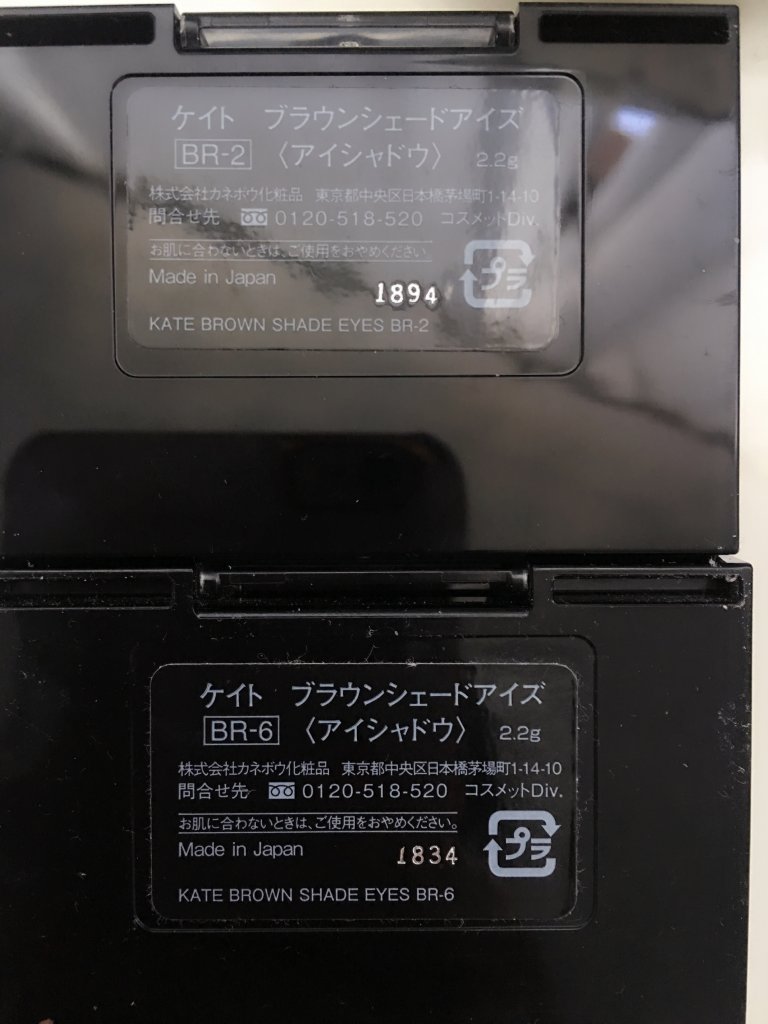 ケイト ブラウンシェードアイズ
BR-2 〈アイシャドウ〉 2.2g
株式会社カネボウ化粧品 東京都中央区日本橋茅場町1-14-10
問合せ先 0120-518-520 コスメットDiv.
お肌に合わないときは、ご使用をおやめください。
Made in Japan
1894
プラ
KATE BROWN SHADE EYES BR-2
ケイト ブラウンシェードアイズ
BR-6 〈アイシャドウ〉 2.2g
株式会社カネボウ化粧品 東京都中央区日本橋茅場町1-14-10
問合せ先 0120-518-520 コスメットDiv.
お肌に合わないときは、ご使用をおやめください。
Made in Japan
1834
プラ
KATE BROWN SHADE EYES BR-6